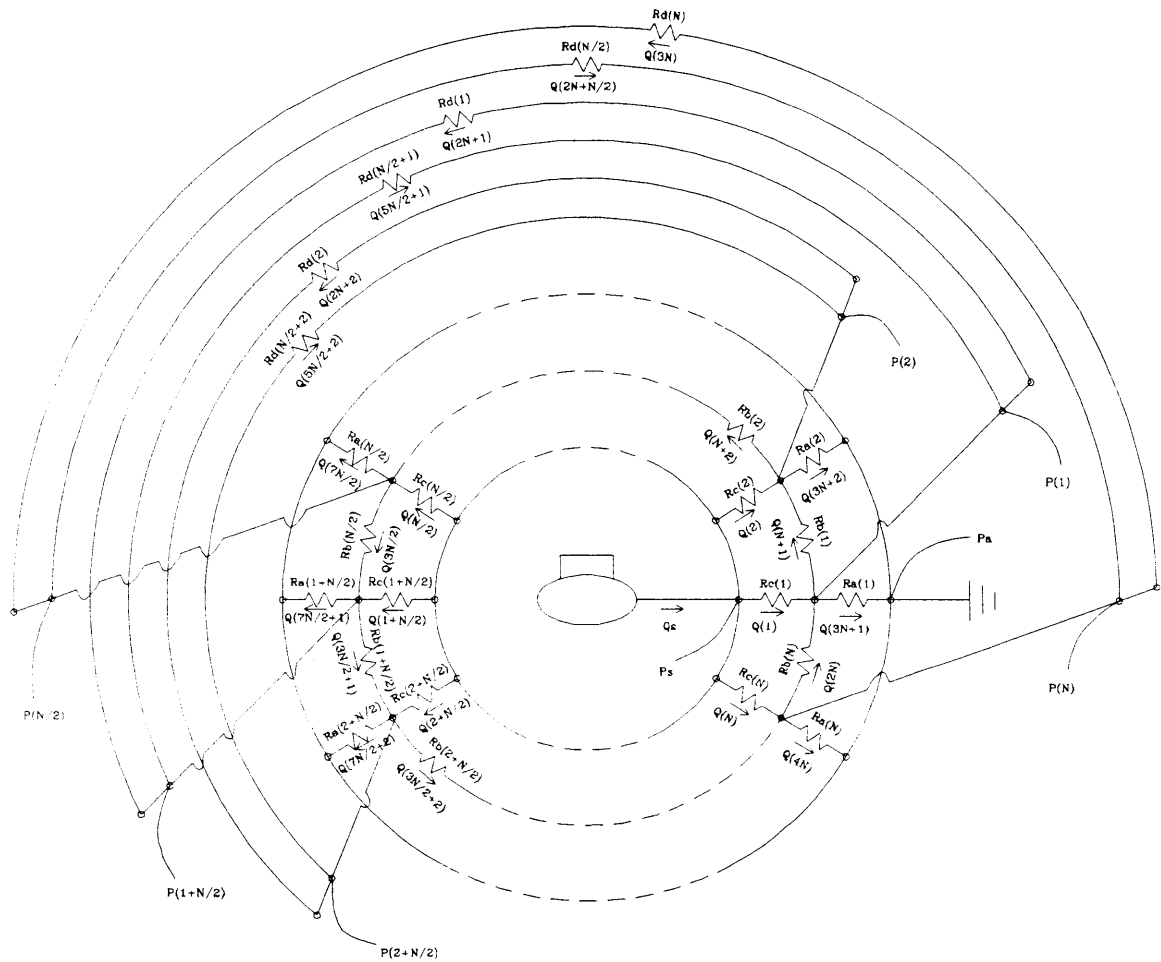 Rd(N)
Q(3N)
Rd(N/2)
Q(2N+N/2)
Rd(1)
Q(2N+1)
Rd(N/2+1)
Q(5N/2+1)
Rd(2)
Q(2N+2)
Rd(N/2+2)
Q(5N/2+2)
P(2)
P(1)
Rb(2)
Q(N+2)
Ra(2)
Q(3N+2)
Rc(2)
Q(2)
Ra(N/2)
Q(7N/2)
Rc(N/2)
Q(N/2)
Rb(N/2)
Q(3N/2)
Q(N+1)
Rb(1)
Pa
Ra(1+N/2)
Rc(1+N/2)
Q(7N/2+1)
Q(1+N/2)
Rc(1)
Ra(1)
Q(1)
Q(3N+1)
Qs
Ps
Rb(1+N/2)
Q(3N/2+1)
Rb(N)
Q(2N)
Rc(2+N/2)
Q(2+N/2)
Ra(2+N/2)
Q(7N/2+2)
Rb(2+N/2)
Q(3N/2+2)
Rc(N)
Q(N)
Ra(N)
Q(4N)
P(N)
P(N/2)
P(1+N/2)
P(2+N/2)